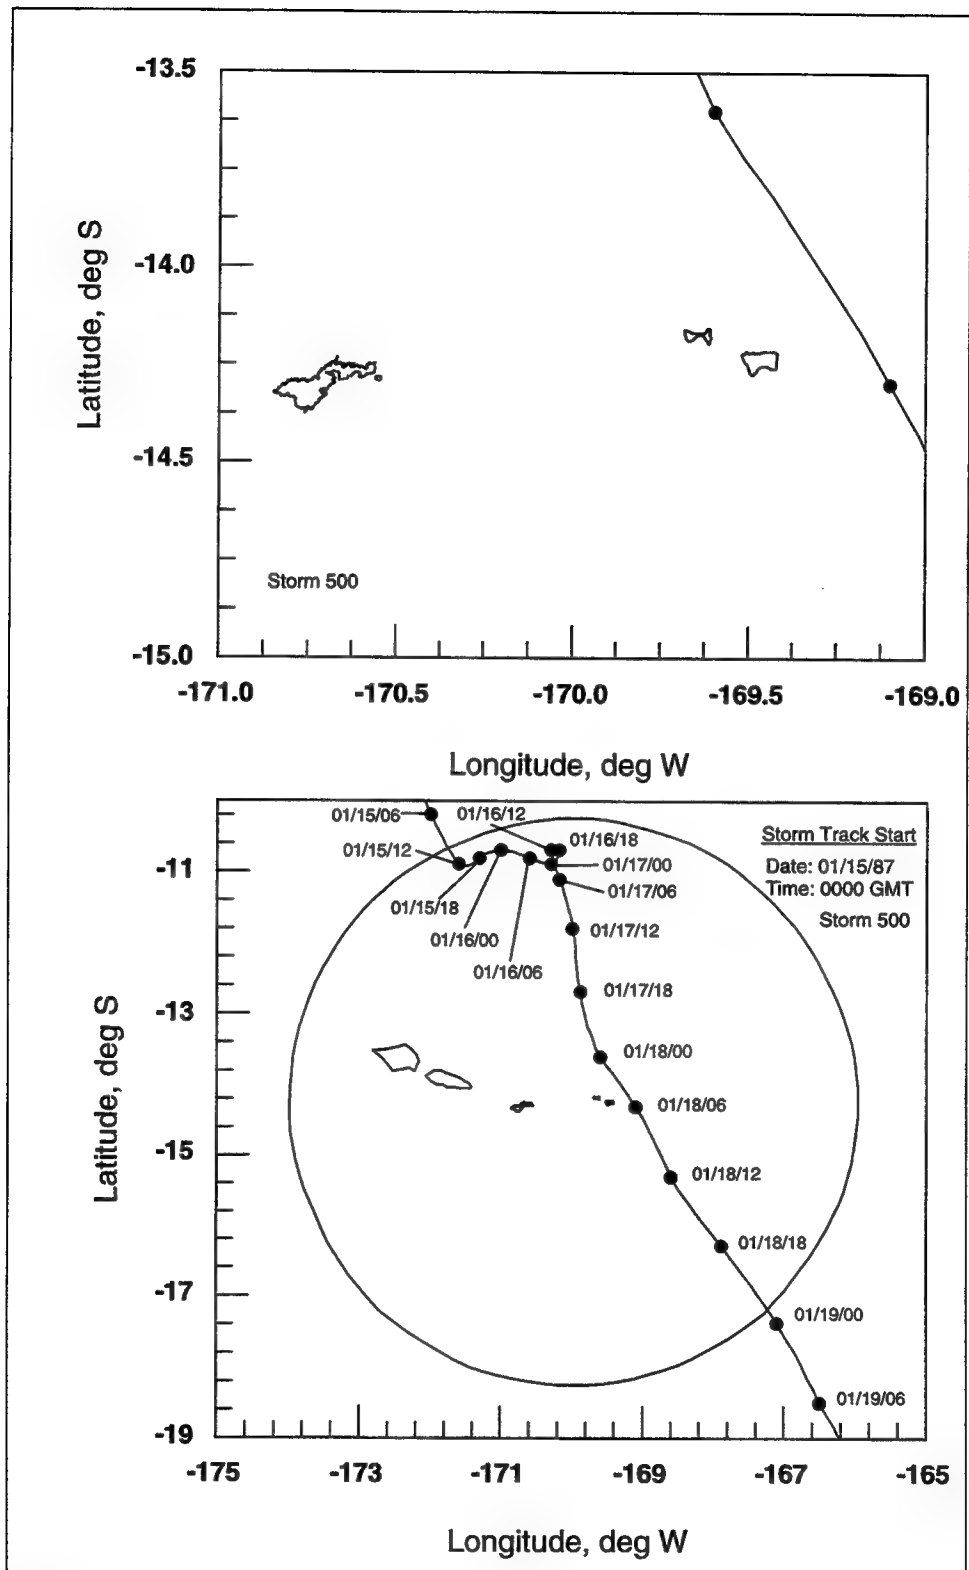 -13.5
-14.0
-14.5
-15.0
Latitude, deg S
Storm 500
-171.0 -170.5 -170.0 -169.5 -169.0
Longitude, deg W
01/15/06
01/15/12
01/15/18
01/16/00
01/16/06
01/16/12
01/16/18
01/17/00
01/17/06
01/17/12
01/17/18
01/18/00
01/18/06
01/18/12
01/18/18
01/19/00
01/19/06
Storm Track Start
Date: 01/15/87
Time: 0000 GMT
Storm 500
-11
-13
-15
-17
-19
Latitude, deg S
-175 -173 -171 -169 -167 -165
Longitude, deg W